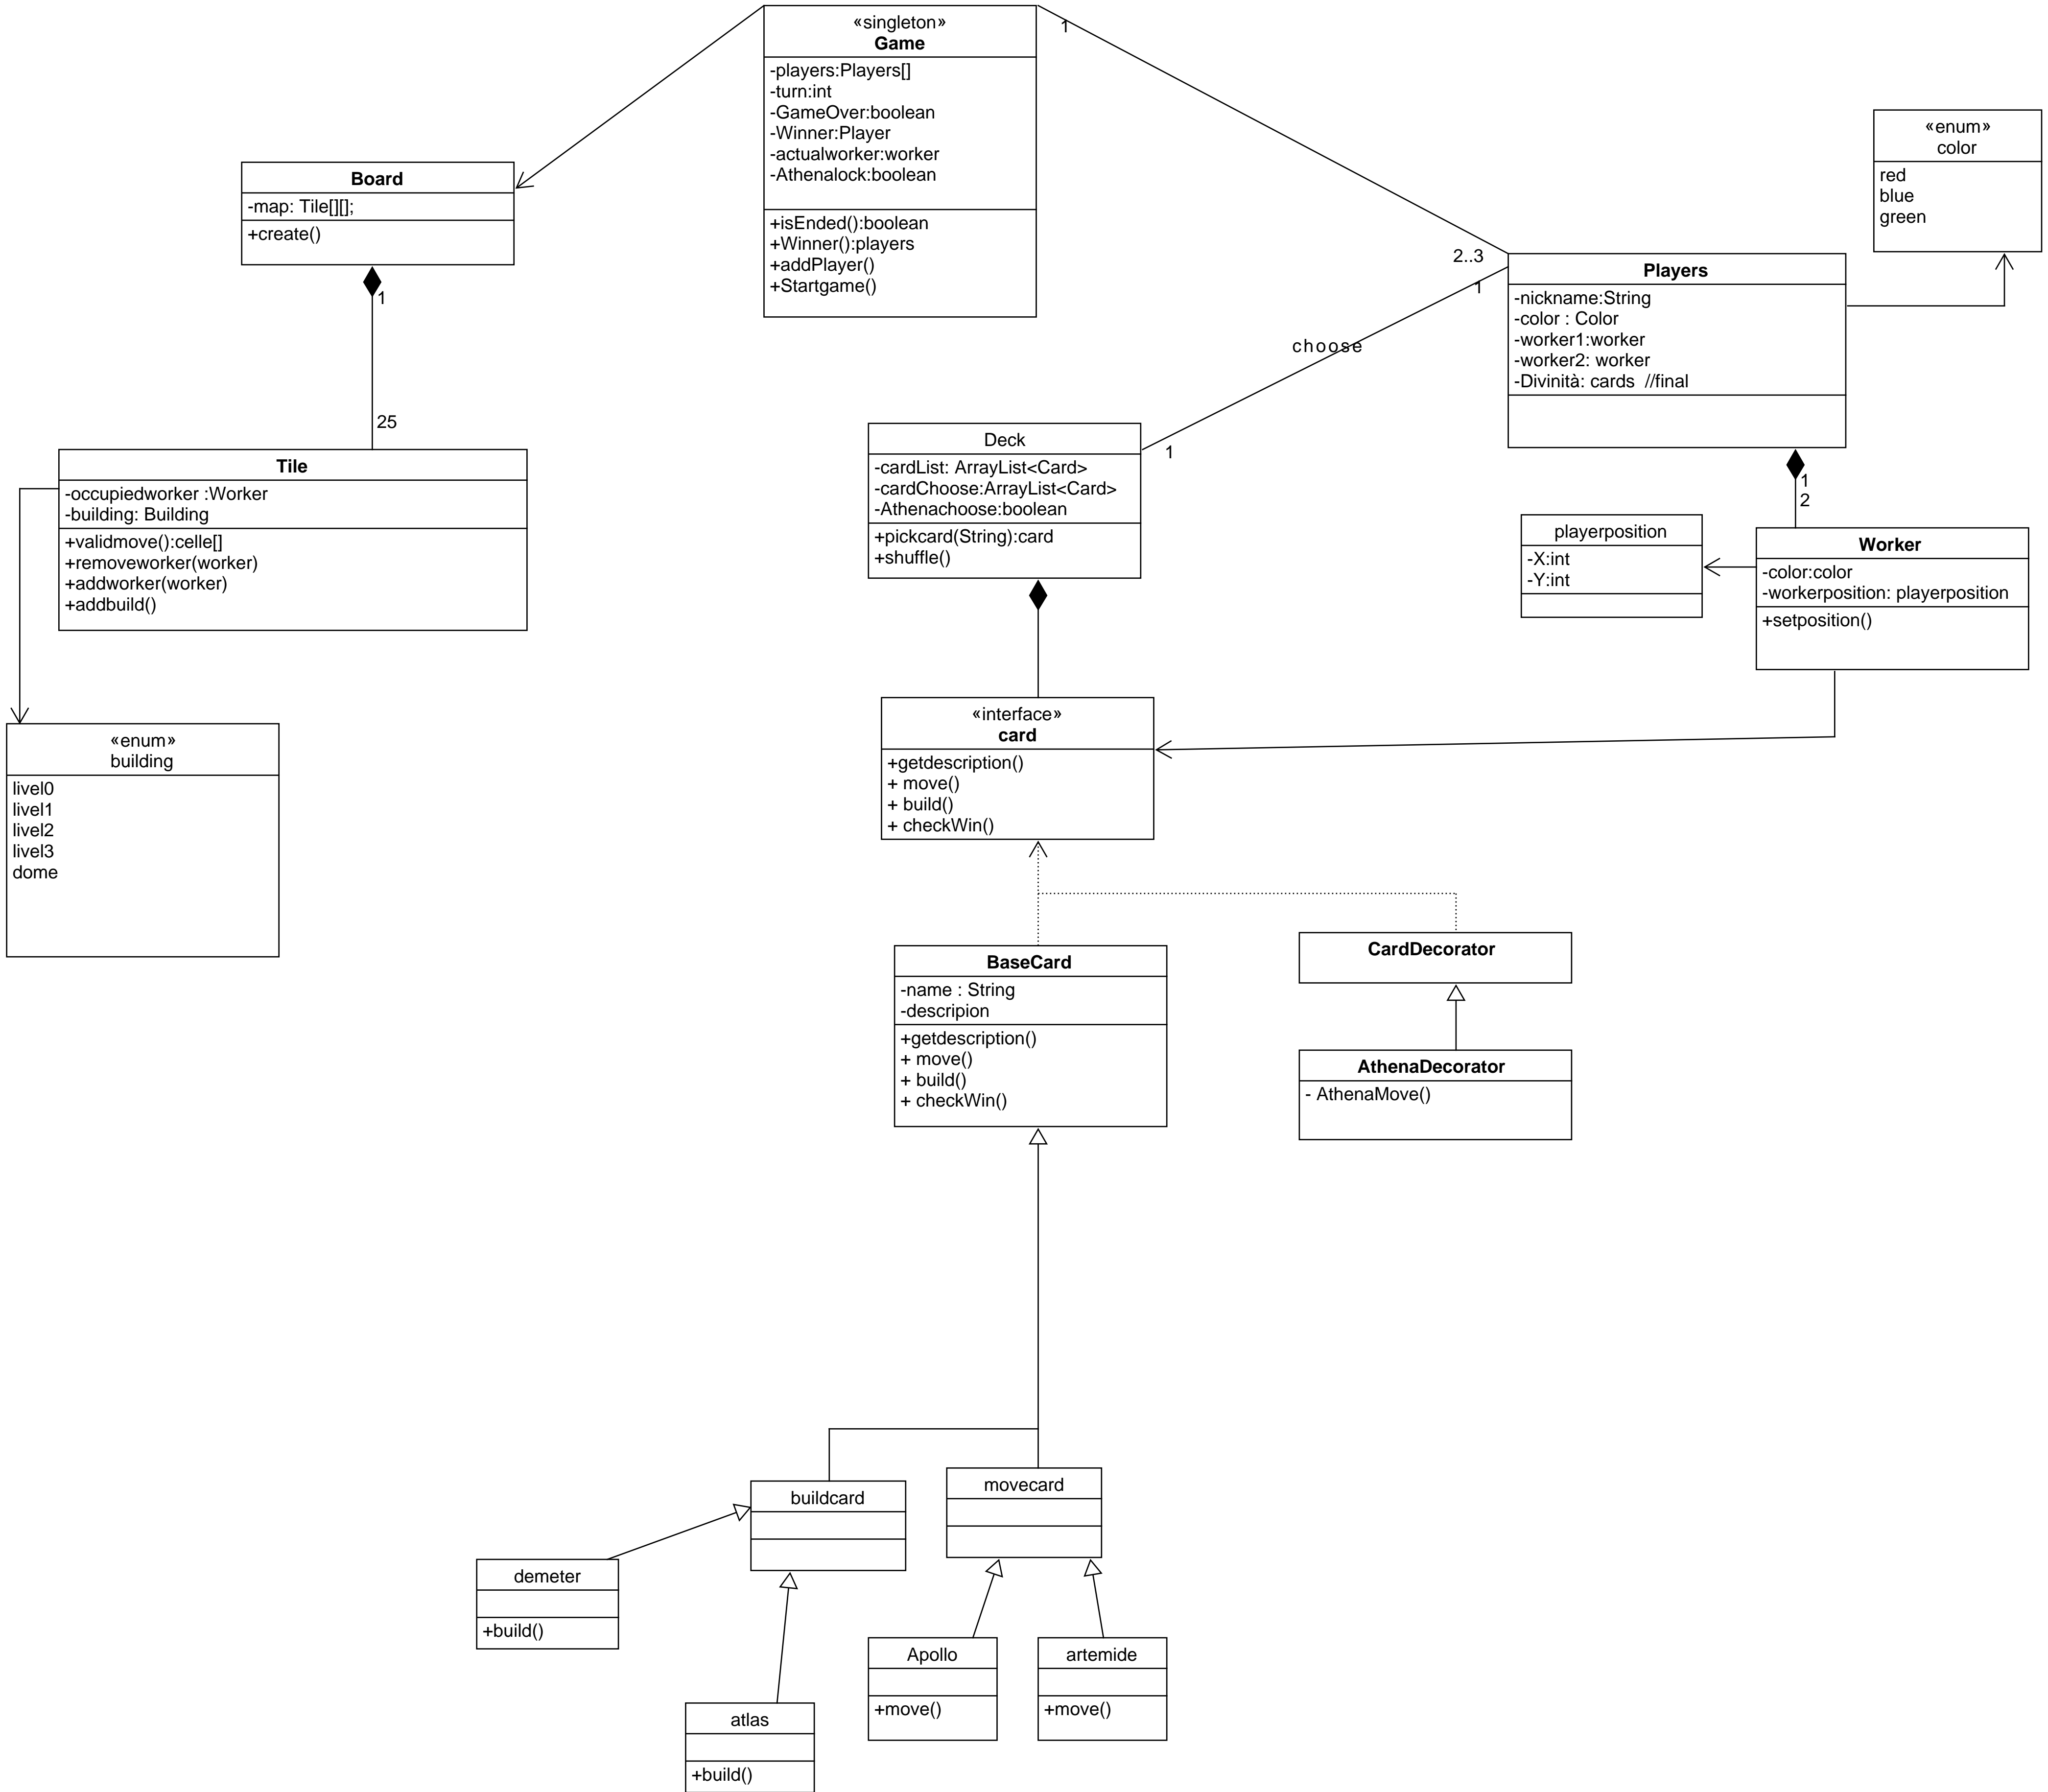 «singleton»
Game
-players:Players[]
-turn:int
-GameOver:boolean
-Winner:Player
-actualworker:worker
-Athenalock:boolean
+isEnded():boolean
+Winner():players
+addPlayer()
+Startgame()
1
2..3
«enum»
color
red
blue
green
Board
-map: Tile[][];
+create()
1
25
Players
-nickname:String
-color : Color
-worker1:worker
-worker2: worker
-Divinità: cards  //final
1
choose
1
Deck
-cardList: ArrayList<Card>
-cardChoose:ArrayList<Card>
-Athenachoose:boolean
+pickcard(String):card
+shuffle()
Tile
-occupiedworker :Worker
-building: Building
+validmove():celle[]
+removeworker(worker)
+addworker(worker)
+addbuild()
1
2
playerposition
-X:int
-Y:int
Worker
-color:color
-workerposition: playerposition
+setposition()
«enum»
building
livel0
livel1
livel2
livel3
dome
«interface»
card
+getdescription()
+ move()
+ build()
+ checkWin()
BaseCard
-name : String
-descripion
+getdescription()
+ move()
+ build()
+ checkWin()
CardDecorator
AthenaDecorator
- AthenaMove()
buildcard
movecard
demeter
+build()
atlas
+build()
Apollo
+move()
artemide
+move()